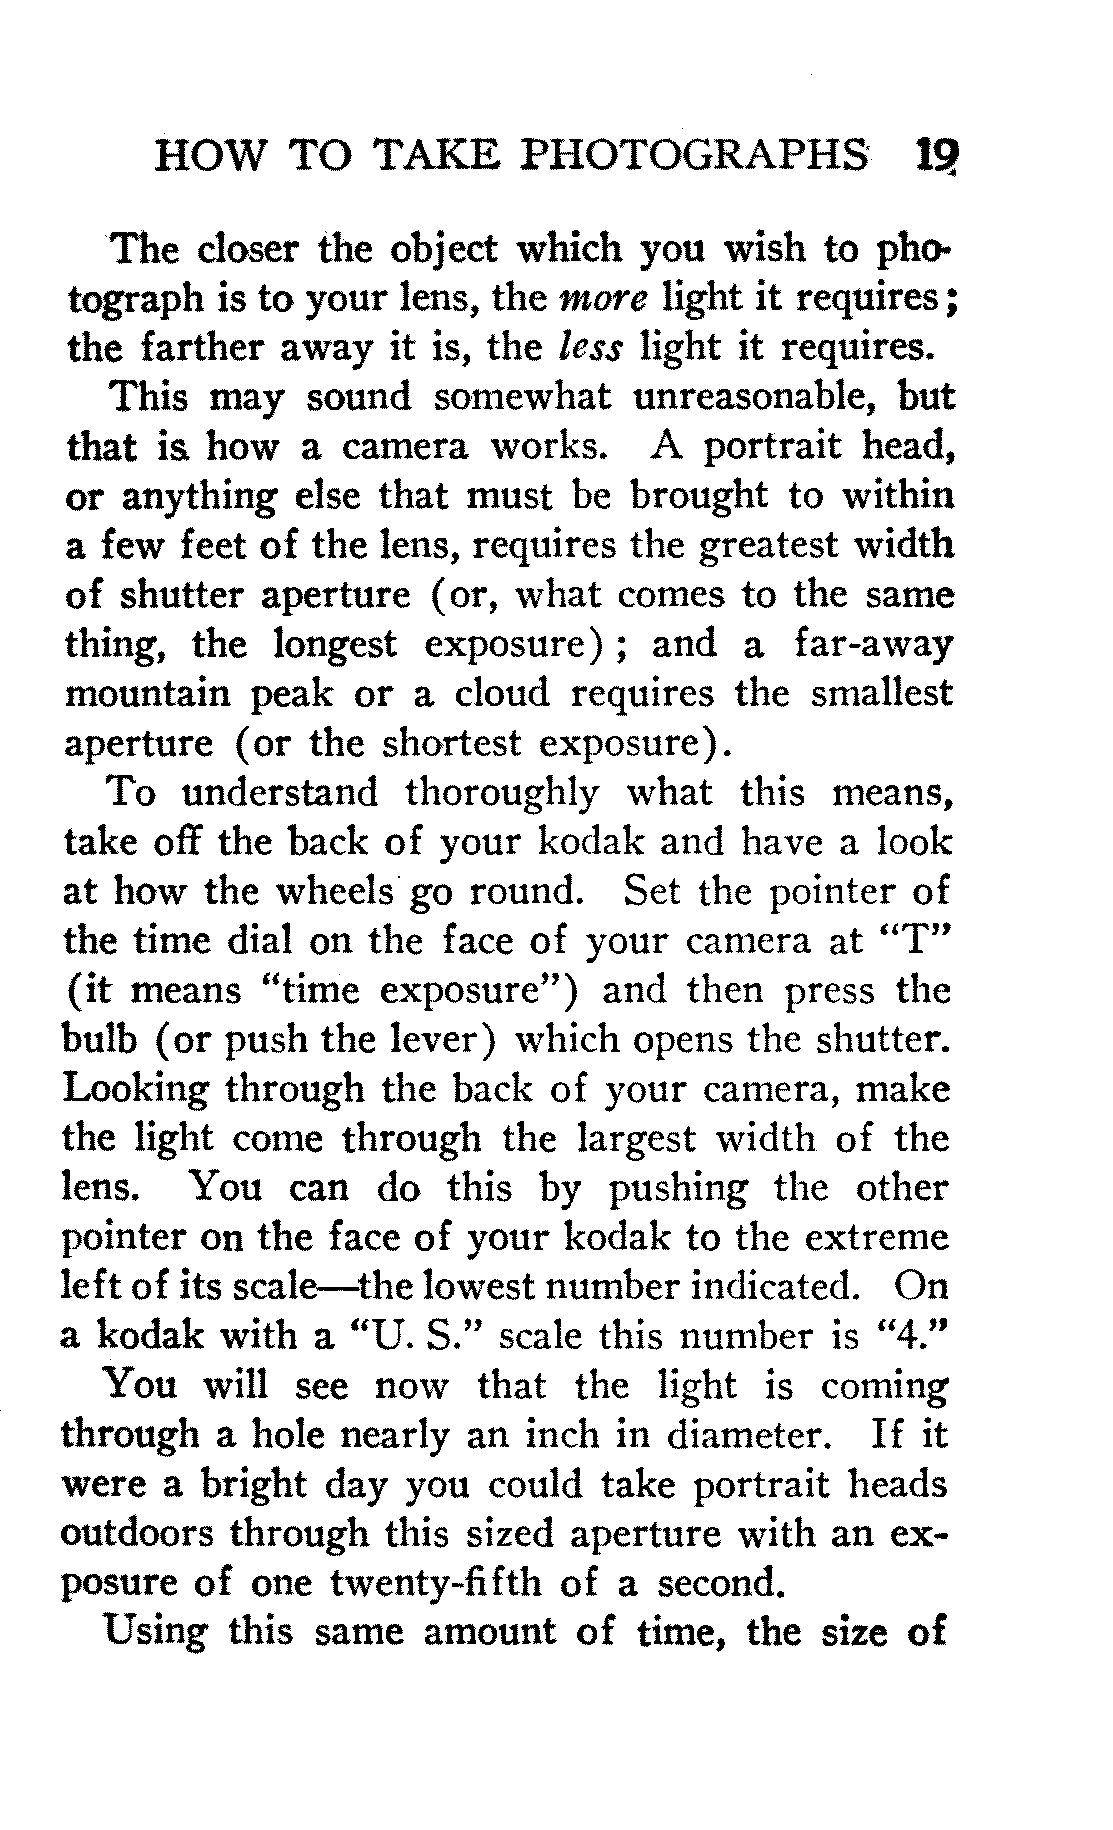 HOW TO TAKE PHOTOGRAPHS 19
The closer the object which you wish to pho-
tograph is to your lens, the more light it requires;
the farther away it is, the less light it requires.
This may sound somewhat unreasonable, but
that is how a camera works. A portrait head,
or anything else that must be brought to within
a few feet of the lens, requires the greatest width
of shutter aperture (or, what comes to the same
thing, the longest exposure) ; and a far-away
mountain peak or a cloud requires the smallest
aperture (or the shortest exposure).
To understand thoroughly what this means,
take off the back of your kodak and have a look
at how the wheels go round. Set the pointer of
the time dial on the face of your camera at “T”
(it means “time exposure”) and then press the
bulb (or push the lever) which opens the shutter.
Looking through the back of your camera, make
the light come through the largest width of the
lens. You can do this by pushing the other
pointer on the face of your kodak to the extreme
left of its scale—the lowest number indicated. On
a kodak with a “U. S.” scale this number is “4.”
You will see now that the light is coming
through a hole nearly an inch in diameter. If it
were a bright day you could take portrait heads
outdoors through this sized aperture with an ex-
posure of one twenty-fifth of a second.
Using this same amount of time, the size of